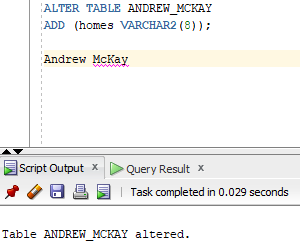 ALTER TABLE ANDREW_MCKAY
ADD (homes VARCHAR2(8));
Andrew McKay
Script Output x Query Result x
Task completed in 0.029 seconds
Table ANDREW_MCKAY altered.